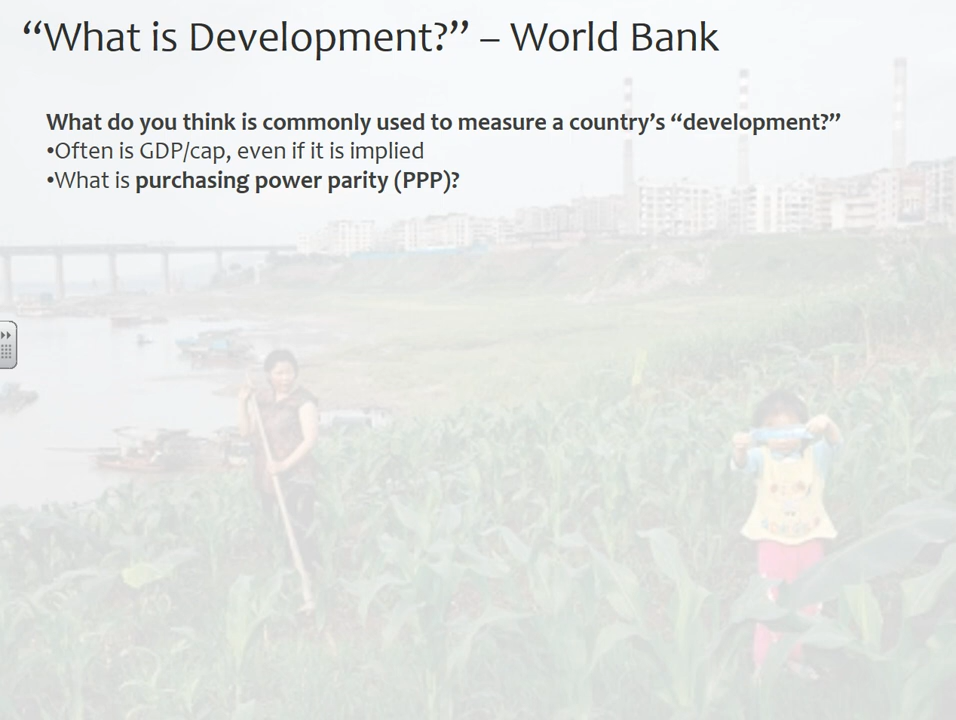 “What is Development?” – World Bank
What do you think is commonly used to measure a country’s “development?”
•Often is GDP/cap, even if it is implied
•What is purchasing power parity (PPP)?